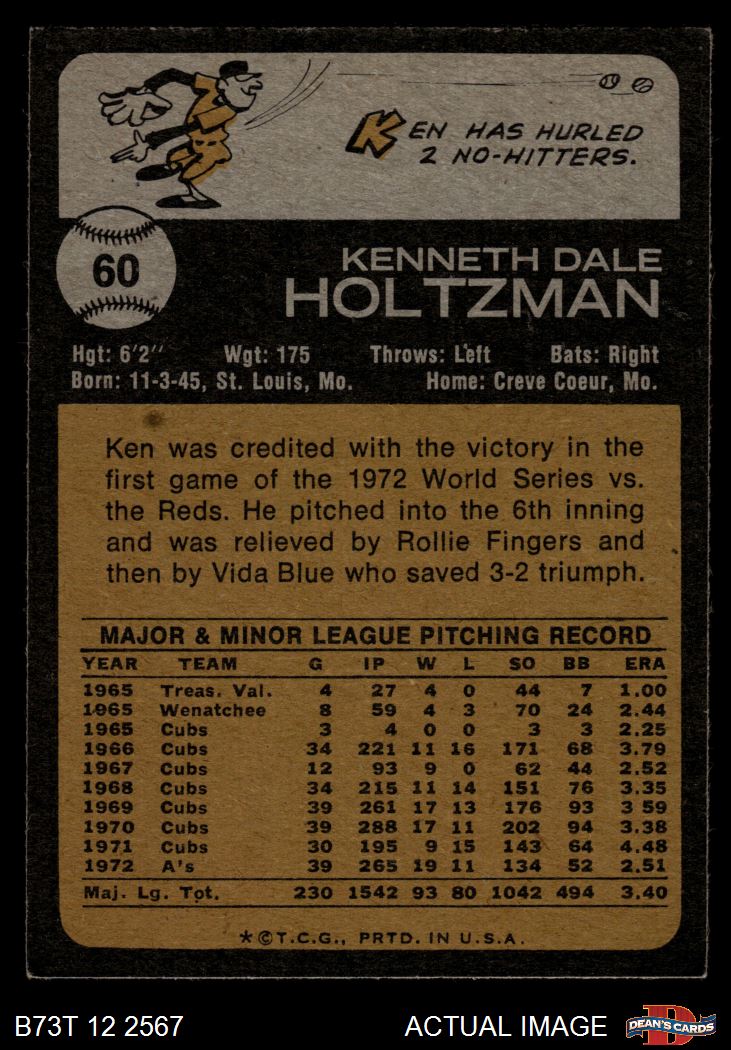 KEN HAS HURLED
2 NO-HITTERS.
60
KENNETH DALE
HOLTZMAN
Hgt: 6'2" Wgt: 175 Throws: Left Bats: Right
Born: 11-3-45, St. Louis, Mo. Home: Creve Coeur, Mo.
Ken was credited with the victory in the
first game of the 1972 World Series vs.
the Reds. He pitched into the 6th inning
and was relieved by Rollie Fingers and
then by Vida Blue who saved 3-2 triumph.
MAJOR & MINOR LEAGUE PITCHING RECORD
YEAR TEAM G IP W L SO BB ERA
1965 Treas. Val. 4 27 4 0 44 7 1.00
1965 Wenatchee 8 59 4 3 70 24 2.44
1965 Cubs 3 4 0 0 3 3 2.25
1966 Cubs 34 221 11 16 171 68 3.79
1967 Cubs 12 93 9 0 62 44 2.52
1968 Cubs 34 215 11 14 151 76 3.35
1969 Cubs 39 261 17 13 176 93 3 59
1970 Cubs 39 288 17 11 202 94 3.38
1971 Cubs 30 195 9 15 143 64 4.48
1972 A's 39 265 19 11 134 52 2.51
Maj. Lg. Tot. 230 1542 93 80 1042 494 3.40
*©T.C.G., PRTD. IN U.S.A.
B73T 12 2567 ACTUAL IMAGE DEAN'S CARDS